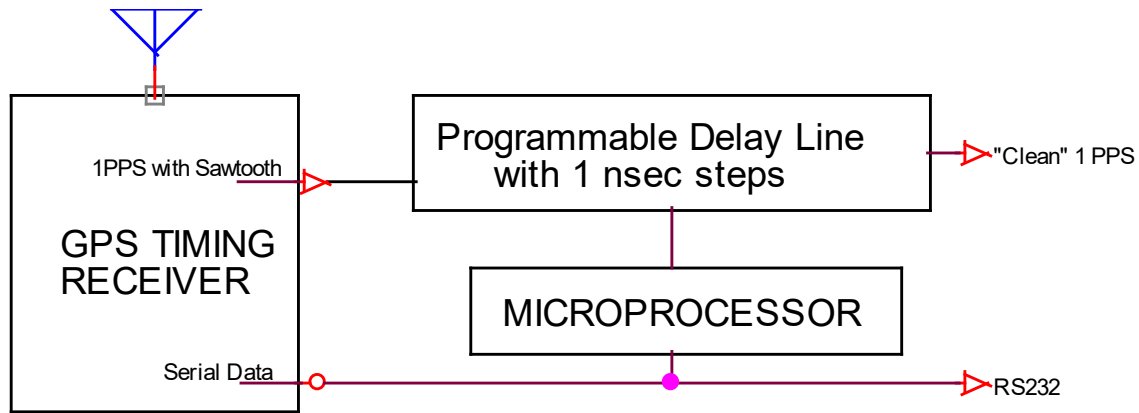 Programmable Delay Line
with 1 nsec steps
"Clean" 1 PPS
1PPS with Sawtooth
GPS TIMING
RECEIVER
MICROPROCESSOR
Serial Data
RS232